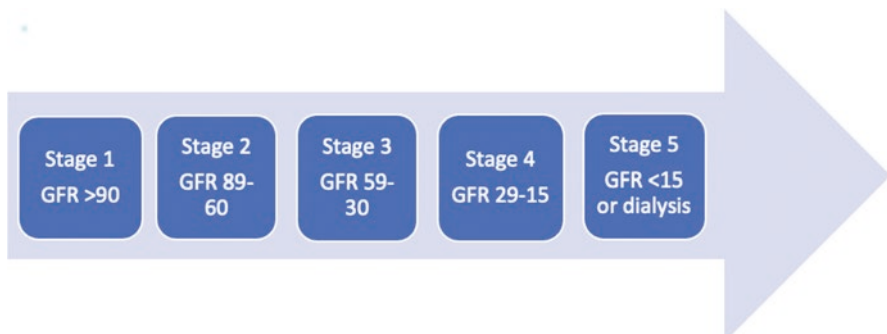 Stage 1
GFR >90
Stage 2
GFR 89-
60
Stage 3
GFR 59-
30
Stage 4
GFR 29-15
Stage 5
GFR <15
or dialysis